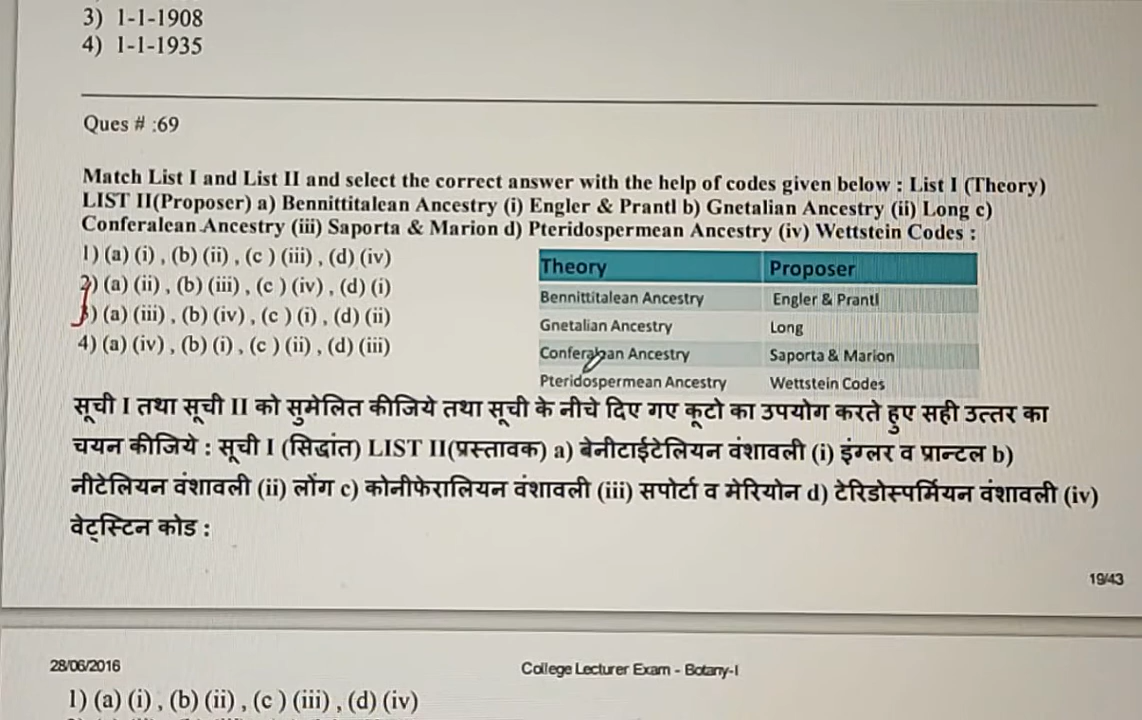 3) 1-1-1908
4) 1-1-1935
Ques # :69
Match List I and List II and select the correct answer with the help of codes given below : List I (Theory)
LIST II(Proposer) a) Bennittitalean Ancestry (i) Engler & Prantl b) Gnetalian Ancestry (ii) Long c)
Conferalean Ancestry (iii) Saporta & Marion d) Pteridospermean Ancestry (iv) Wettstein Codes :
1) (a) (i) , (b) (ii) , (c ) (iii) , (d) (iv)
2) (a) (ii) , (b) (iii) , (c ) (iv) , (d) (i)
3) (a) (iii) , (b) (iv) , (c ) (i) , (d) (ii)
4) (a) (iv) , (b) (i) , (c ) (ii) , (d) (iii)
Theory Proposer
Bennittitalean Ancestry Engler & Prantl
Gnetalian Ancestry Long
Conferalean Ancestry Saporta & Marion
Pteridospermean Ancestry Wettstein Codes
सूची I तथा सूची II को सुमेलित कीजिये तथा सूची के नीचे दिए गए कूटो का उपयोग करते हुए सही उत्तर का
चयन कीजिये : सूची I (सिद्धांत) LIST II(प्रस्तावक) a) बेनीटाईटेलियन वंशावली (i) इंग्लर व प्रान्टल b)
नीटेलियन वंशावली (ii) लोंग c) कोनीफेरालियन वंशावली (iii) सपोर्टा व मेरियोन d) टेरिडोस्पर्मियन वंशावली (iv)
वेट्स्टिन कोड :
19/43
28/06/2016 College Lecturer Exam - Botany-I
1) (a) (i) , (b) (ii) , (c ) (iii) , (d) (iv)